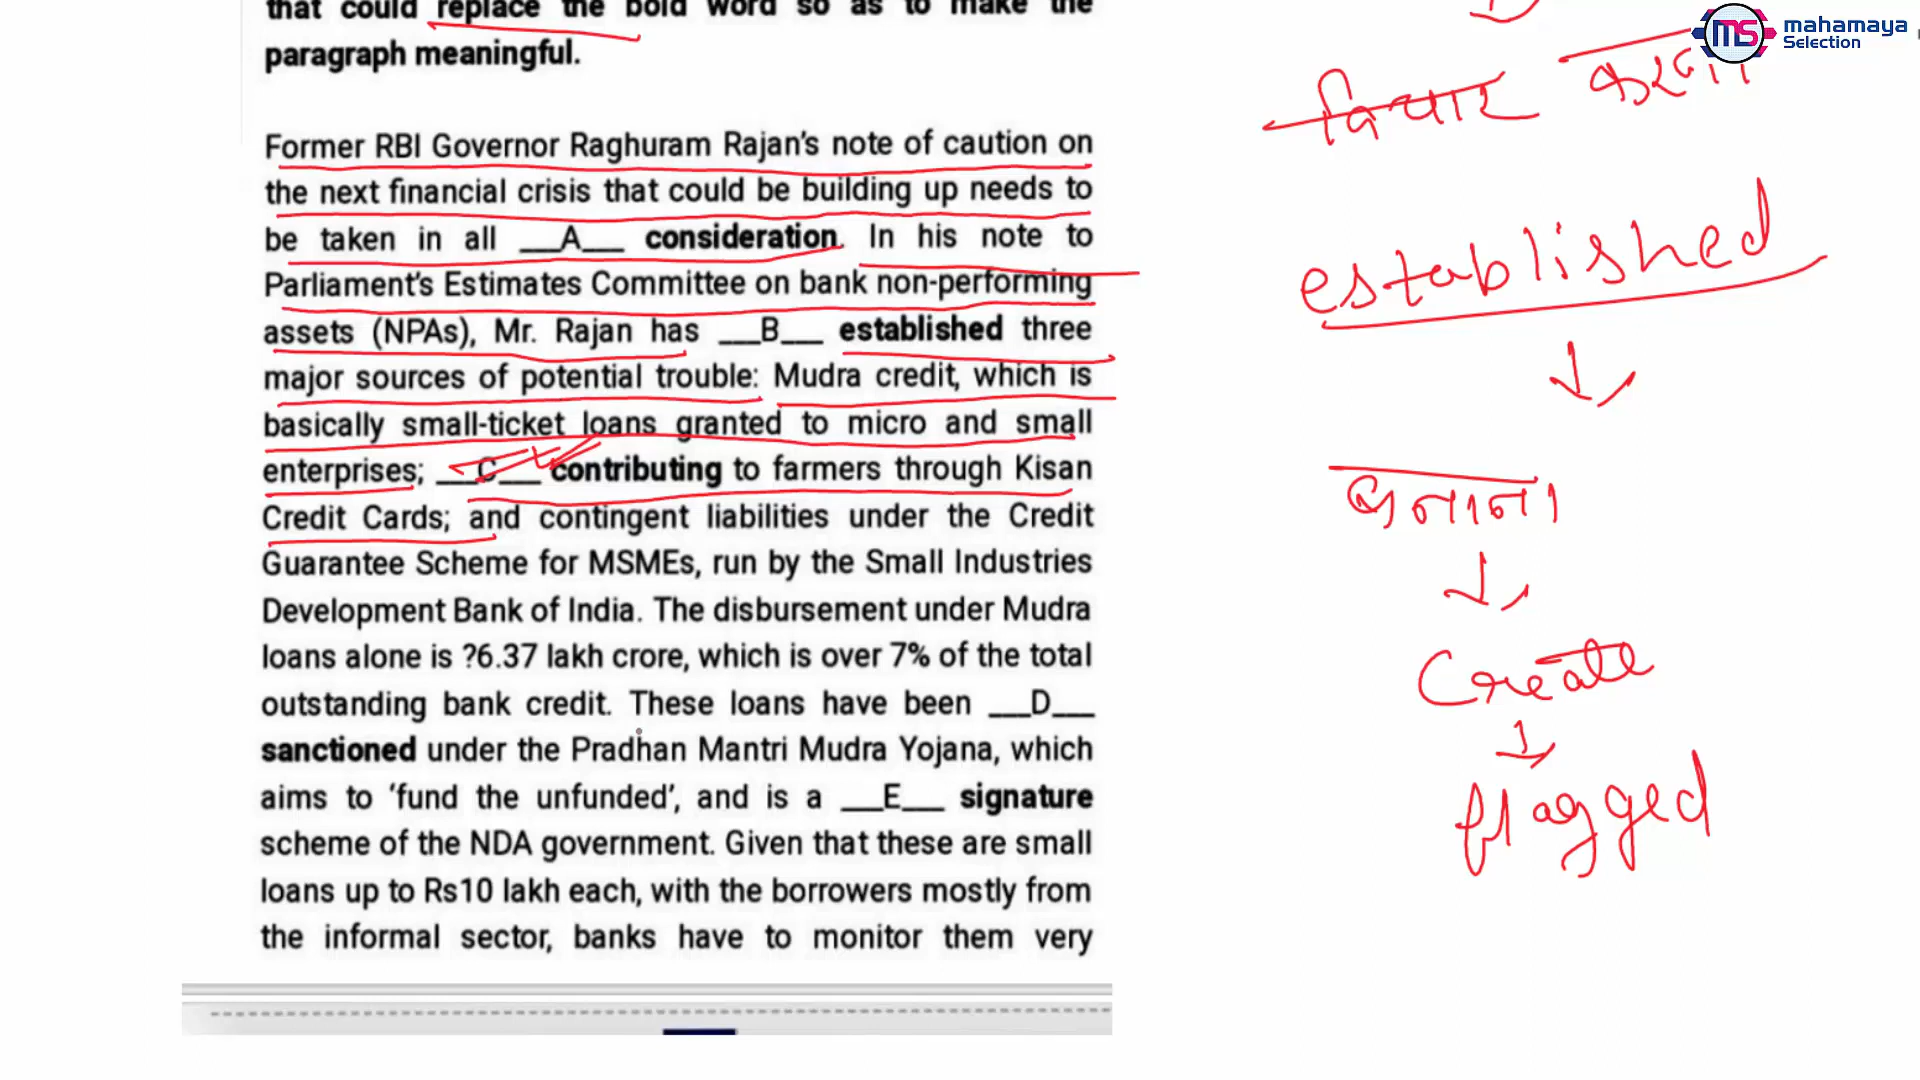 that could replace the bold word so as to make the
paragraph meaningful.
Former RBI Governor Raghuram Rajan's note of caution on
the next financial crisis that could be building up needs to
be taken in all ___A___ consideration. In his note to
Parliament's Estimates Committee on bank non-performing
assets (NPAs), Mr. Rajan has ___B___ established three
major sources of potential trouble: Mudra credit, which is
basically small-ticket loans granted to micro and small
enterprises; ___C___ contributing to farmers through Kisan
Credit Cards; and contingent liabilities under the Credit
Guarantee Scheme for MSMEs, run by the Small Industries
Development Bank of India. The disbursement under Mudra
loans alone is ?6.37 lakh crore, which is over 7% of the total
outstanding bank credit. These loans have been ___D___
sanctioned under the Pradhan Mantri Mudra Yojana, which
aims to ‘fund the unfunded’, and is a ___E___ signature
scheme of the NDA government. Given that these are small
loans up to Rs10 lakh each, with the borrowers mostly from
the informal sector, banks have to monitor them very
MS mahamaya
Selection
विचार करना
established
बनाना
Create
flagged